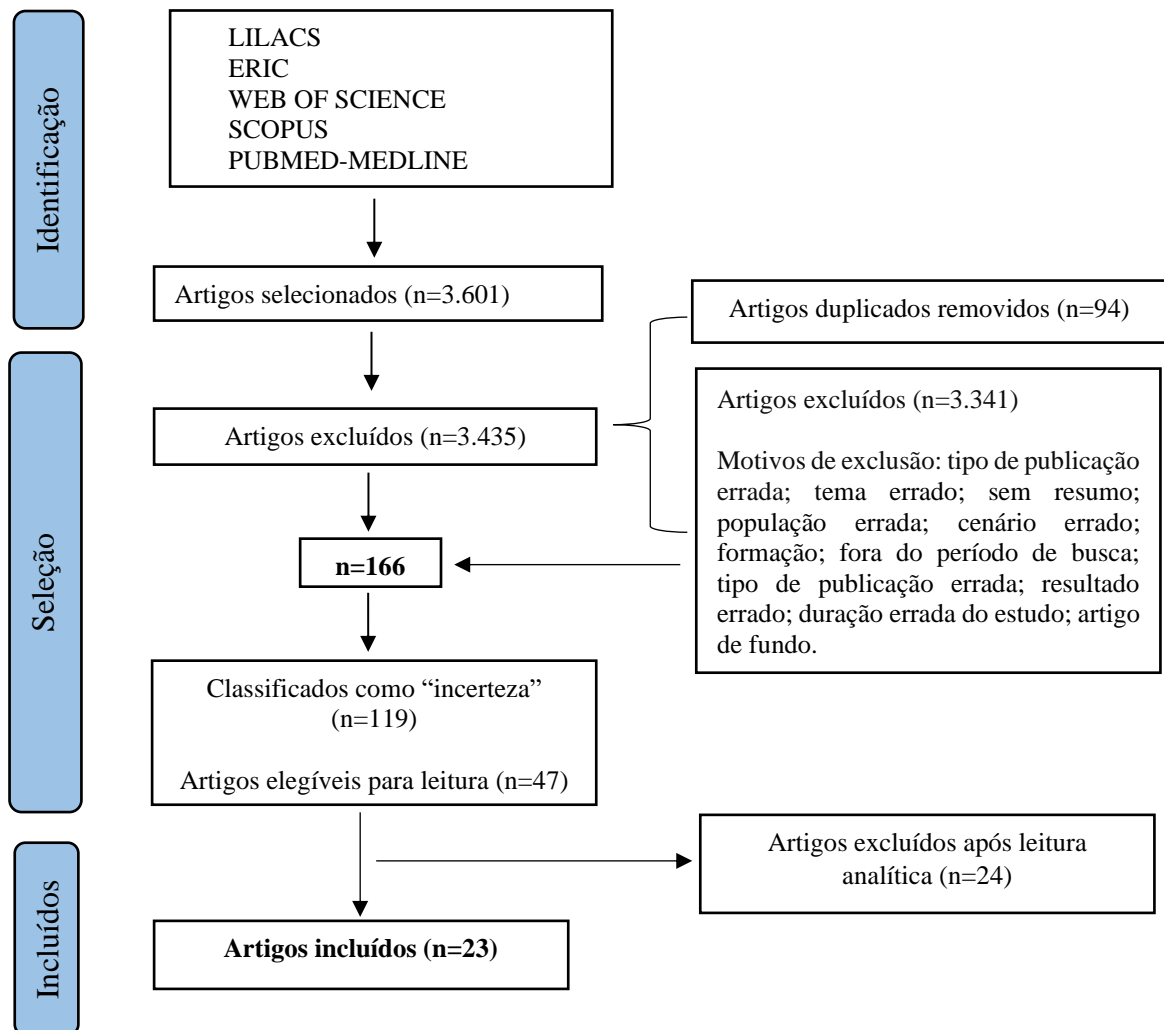 Identificação
LILACS
ERIC
WEB OF SCIENCE
SCOPUS
PUBMED-MEDLINE
Artigos selecionados (n=3.601)
Artigos duplicados removidos (n=94)
Seleção
Artigos excluídos (n=3.435)
Artigos excluídos (n=3.341)
Motivos de exclusão: tipo de publicação
errada; tema errado; sem resumo;
população errada; cenário errado;
formação; fora do período de busca;
tipo de publicação errada; resultado
errado; duração errada do estudo; artigo
de fundo.
n=166
Classificados como “incerteza”
(n=119)
Artigos elegíveis para leitura (n=47)
Incluídos
Artigos excluídos após leitura
analítica (n=24)
Artigos incluídos (n=23)